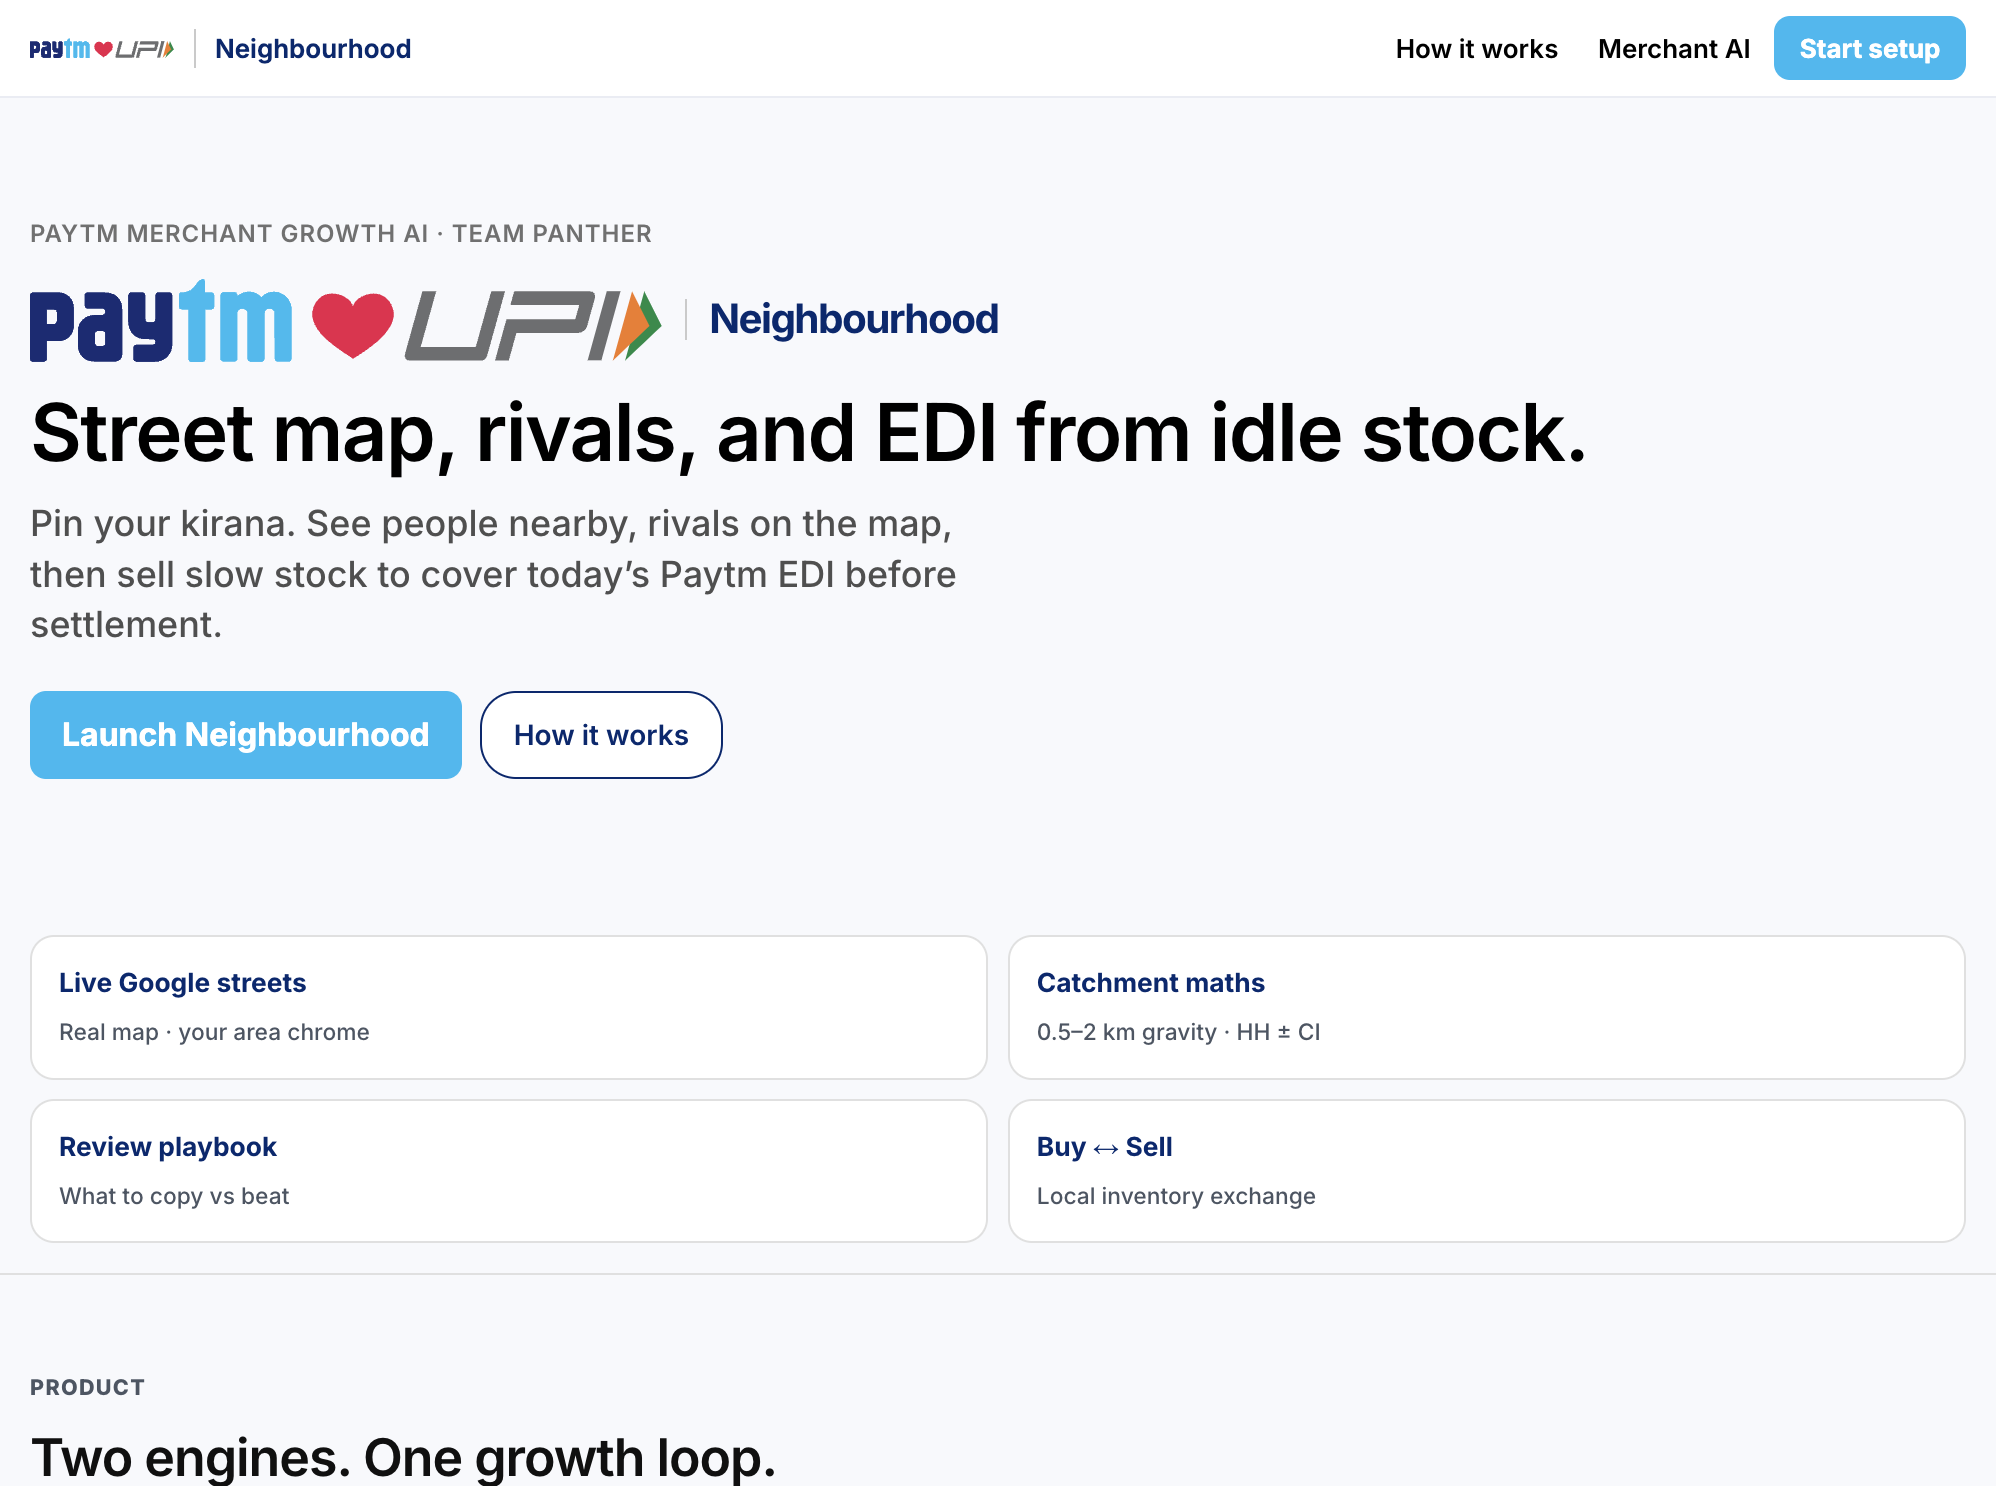 paytm UPI Neighbourhood
How it works Merchant AI Start setup
PAYTM MERCHANT GROWTH AI · TEAM PANTHER
paytm UPI Neighbourhood
Street map, rivals, and EDI from idle stock.
Pin your kirana. See people nearby, rivals on the map,
then sell slow stock to cover today’s Paytm EDI before
settlement.
Launch Neighbourhood How it works
Live Google streets
Real map · your area chrome
Catchment maths
0.5–2 km gravity · HH ± CI
Review playbook
What to copy vs beat
Buy ↔ Sell
Local inventory exchange
PRODUCT
Two engines. One growth loop.